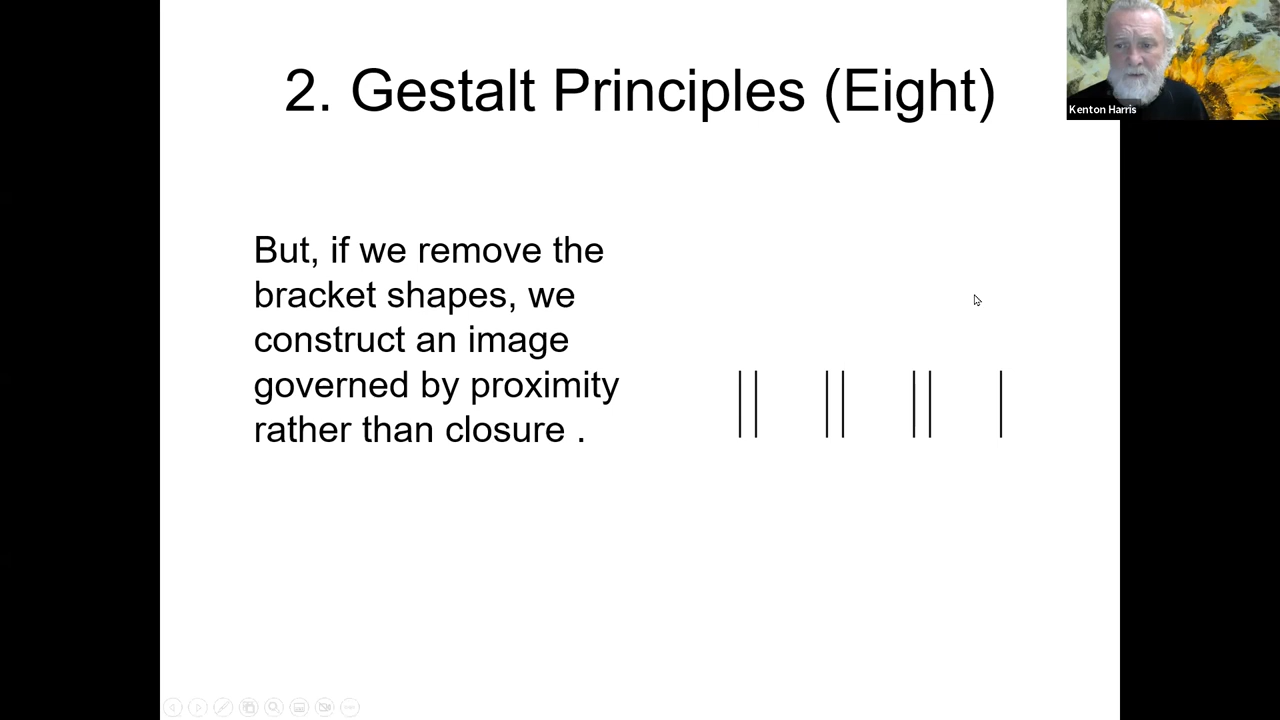 2. Gestalt Principles (Eight)
Kenton Harris
But, if we remove the
bracket shapes, we
construct an image
governed by proximity
rather than closure .